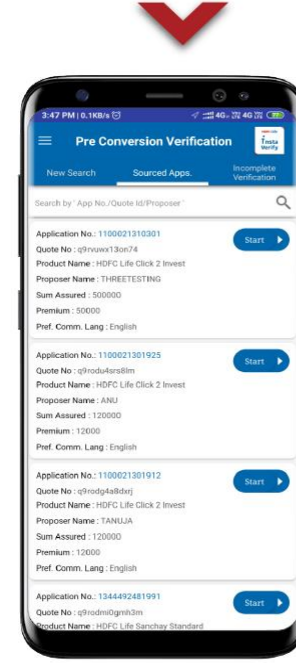 3:47 PM | 0.1KB/s
4G 4G
Pre Conversion Verification
Insta
Verify
New Search
Sourced Apps.
Incomplete
Verification
Search by ' App No./Quote Id/Proposer '
Application No.: 1100021310301
Start
Quote No : q9rvuwx13on74
Product Name : HDFC Life Click 2 Invest
Proposer Name : THREETESTING
Sum Assured : 500000
Premium : 50000
Pref. Comm. Lang : English
Application No.: 1100021301925
Start
Quote No : q9rodu4srs8lm
Product Name : HDFC Life Click 2 Invest
Proposer Name : ANU
Sum Assured : 120000
Premium : 12000
Pref. Comm. Lang : English
Application No.: 1100021301912
Start
Quote No : q9rodg4a8dxrj
Product Name : HDFC Life Click 2 Invest
Proposer Name : TANUJA
Sum Assured : 120000
Premium : 12000
Pref. Comm. Lang : English
Application No.: 1344492481991
Start
Quote No : q9rodmi0gmh3m
Product Name : HDFC Life Sanchay Standard